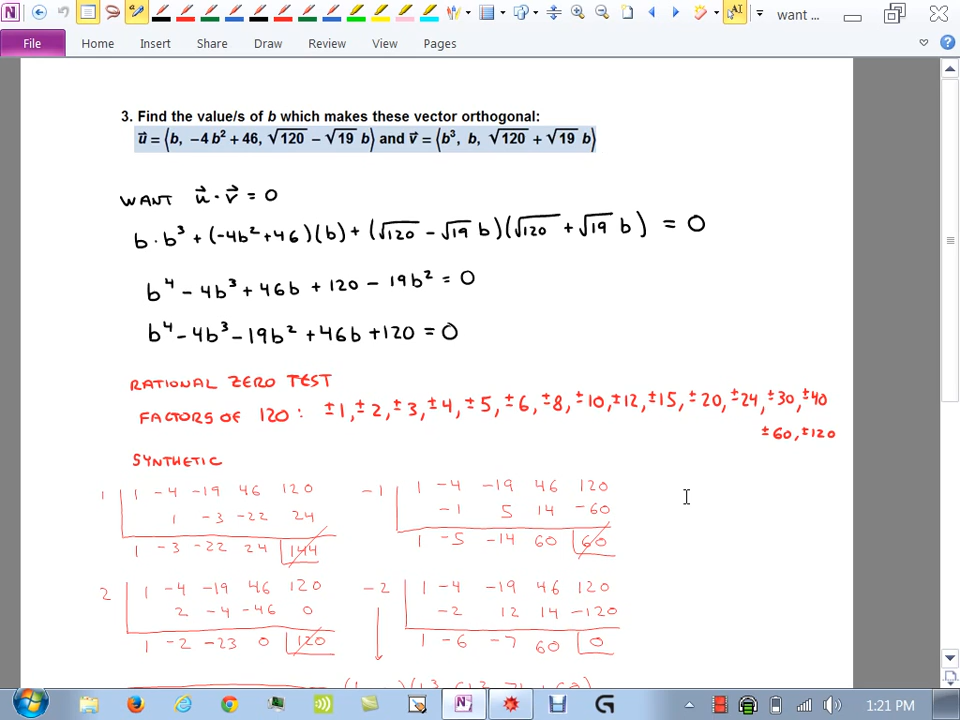 want ...
File Home Insert Share Draw Review View Pages
3. Find the value/s of b which makes these vector orthogonal:
u⃗ = ⟨b, −4b² + 46, √120 − √19 b⟩ and v⃗ = ⟨b³, b, √120 + √19 b⟩
WANT u⃗ · v⃗ = 0
b · b³ + (-4b² + 46)(b) + (√120 − √19 b)(√120 + √19 b) = 0
b⁴ − 4b³ + 46b + 120 − 19b² = 0
b⁴ − 4b³ − 19b² + 46b + 120 = 0
RATIONAL ZERO TEST
FACTORS OF 120 : ±1, ±2, ±3, ±4, ±5, ±6, ±8, ±10, ±12, ±15, ±20, ±24, ±30, ±40
±60, ±120
SYNTHETIC
1 | 1 −4 −19 46 120
1 −3 −22 24
1 −3 −22 24 144
−1 | 1 −4 −19 46 120
−1 5 14 −60
1 −5 −14 60 60
2 | 1 −4 −19 46 120
2 −4 −46 0
1 −2 −23 0 120
−2 | 1 −4 −19 46 120
−2 12 14 −120
1 −6 −7 60 0
1:21 PM